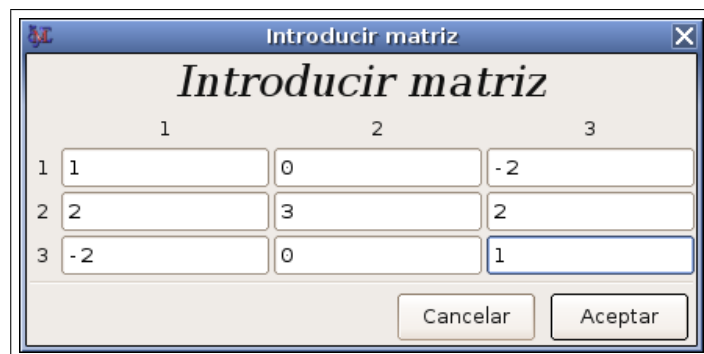 Introducir matriz
Introducir matriz
1 2 3
1 1 0 -2
2 2 3 2
3 -2 0 1
Cancelar Aceptar